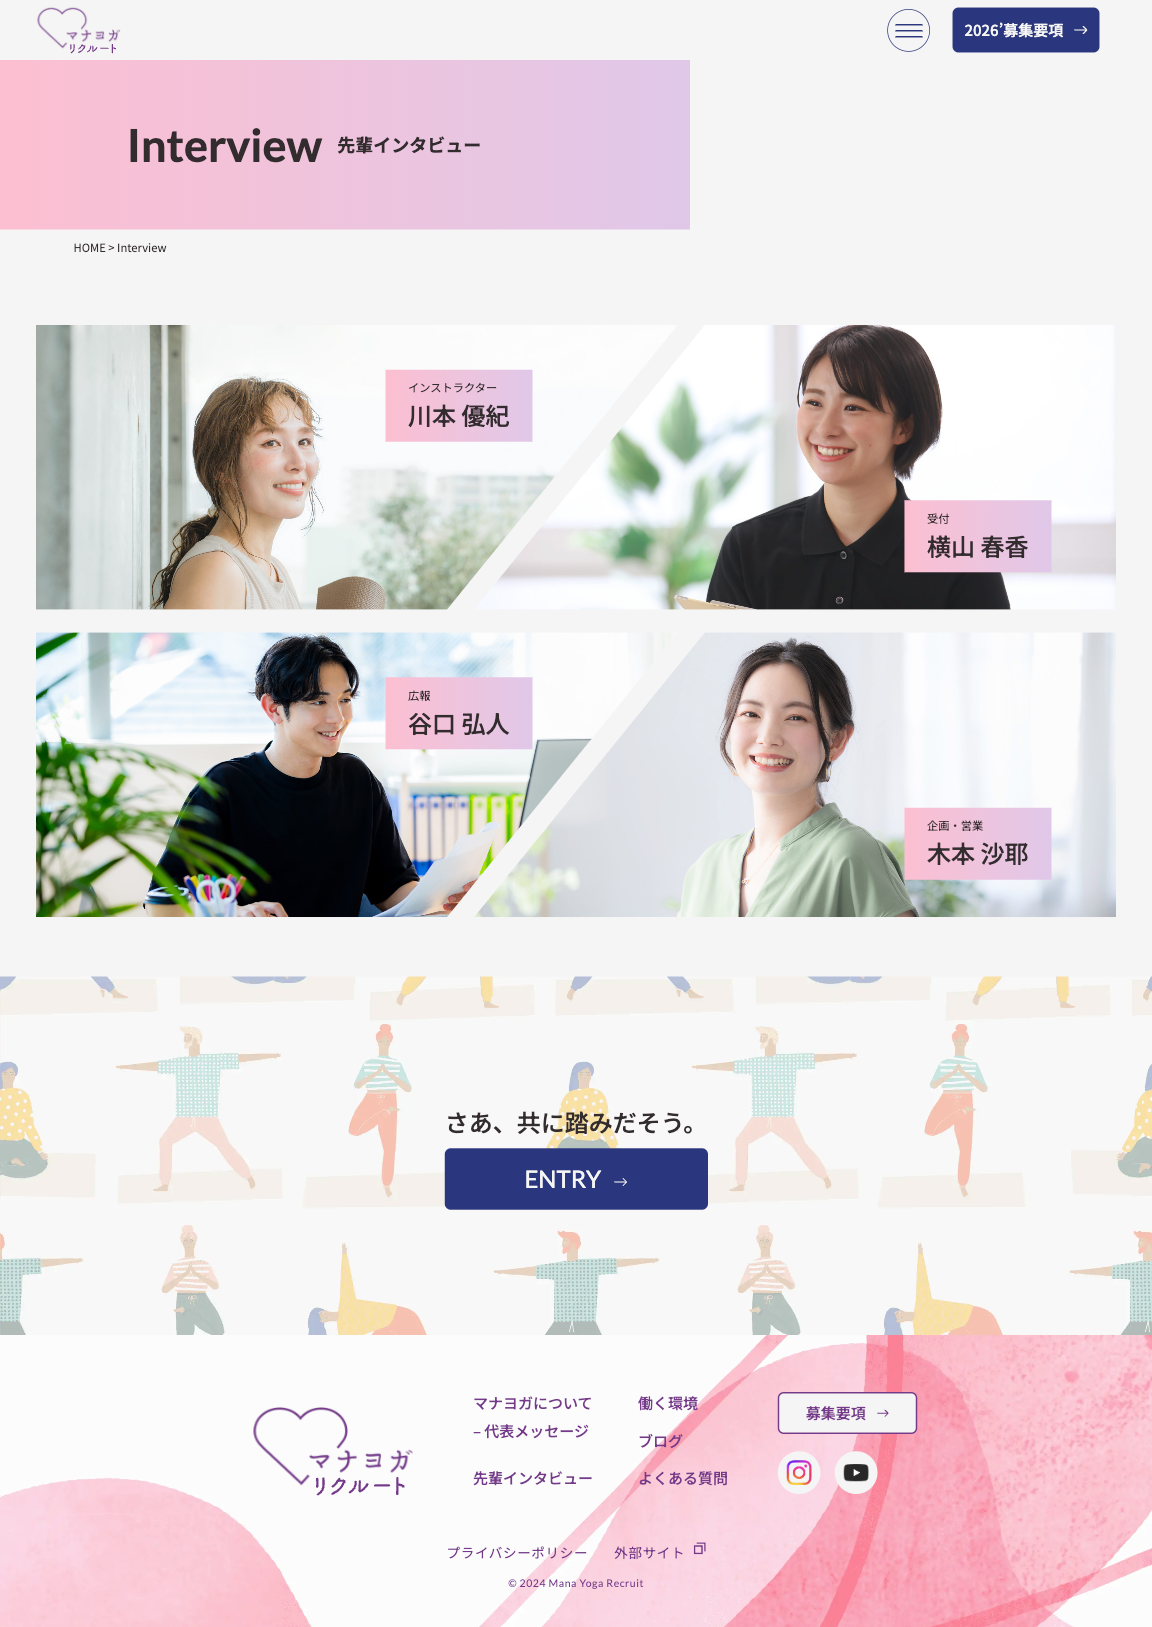 マナヨガ
リクルート
2026’募集要項 →
Interview 先輩インタビュー
HOME > Interview
インストラクター
川本 優紀
受付
横山 春香
広報
谷口 弘人
企画・営業
木本 沙耶
さあ、共に踏みだそう。
ENTRY →
マナヨガ
リクルート
マナヨガについて
– 代表メッセージ
先輩インタビュー
働く環境
ブログ
よくある質問
募集要項 →
プライバシーポリシー
外部サイト
© 2024 Mana Yoga Recruit